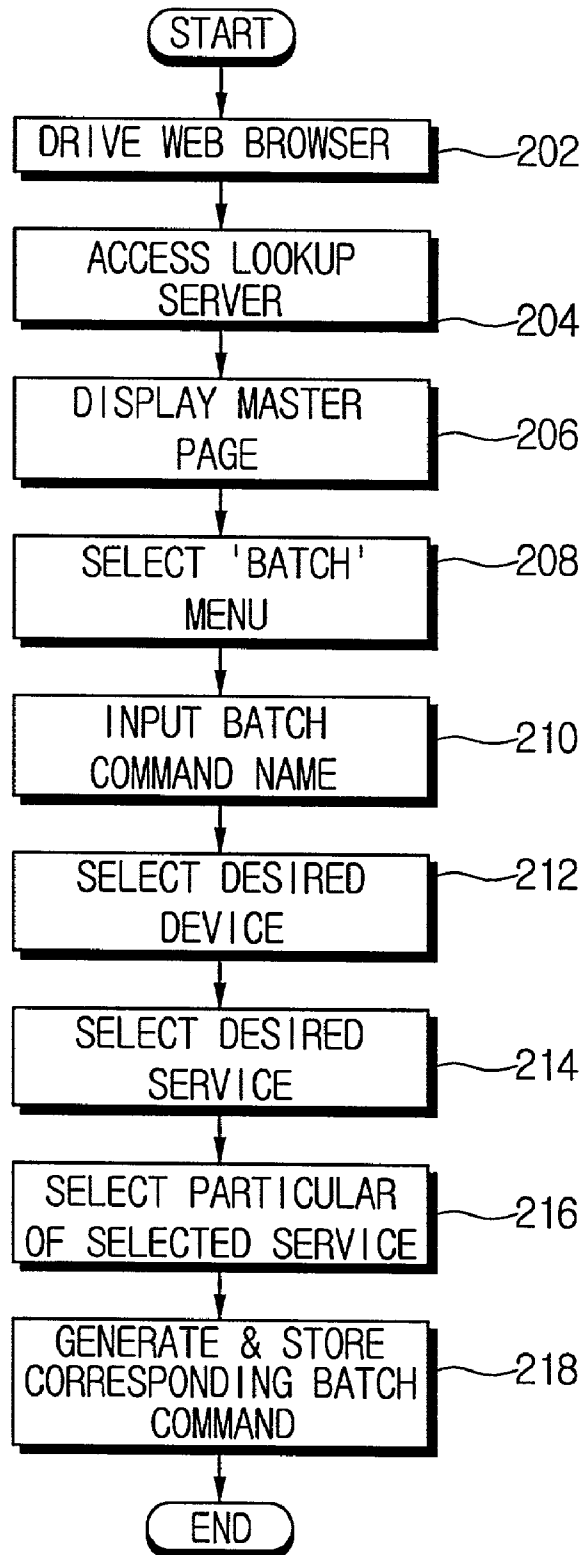 START
DRIVE WEB BROWSER
202
ACCESS LOOKUP
SERVER
204
DISPLAY MASTER
PAGE
206
SELECT 'BATCH'
MENU
208
INPUT BATCH
COMMAND NAME
210
SELECT DESIRED
DEVICE
212
SELECT DESIRED
SERVICE
214
SELECT PARTICULAR
OF SELECTED SERVICE
216
GENERATE & STORE
CORRESPONDING BATCH
COMMAND
218
END